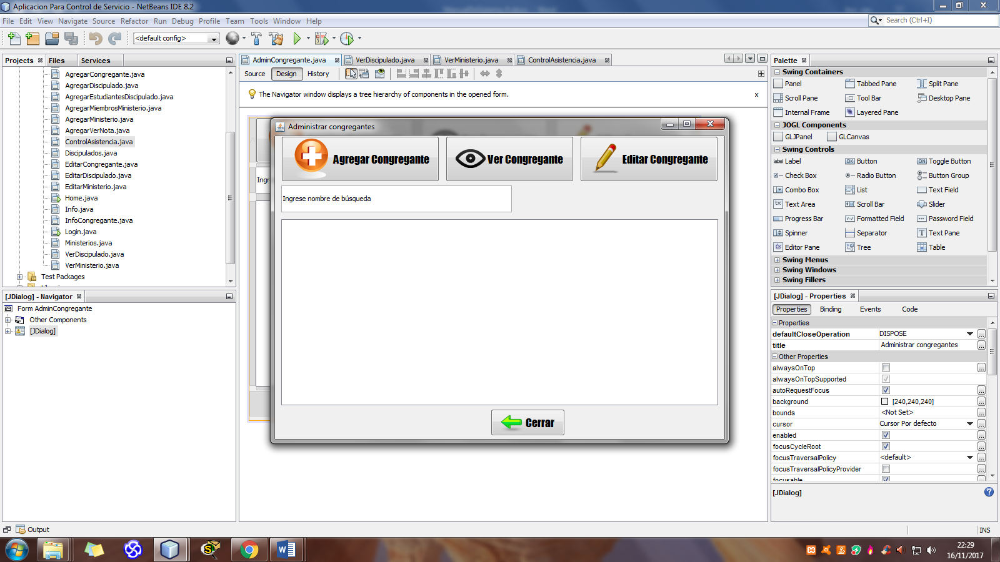 Aplicacion Para Control de Servicio - NetBeans IDE 8.2
File Edit View Navigate Source Refactor Run Debug Profile Team Tools Window Help
Search (Ctrl+I)
<default config>
Projects Files Services
AgregarCongregante.java
AgregarDiscipulado.java
AgregarEstudiantesDiscipulado.java
AgregarMiembrosMinisterio.java
AgregarMinisterio.java
AgregarVerNota.java
ControlAsistencia.java
Discipulados.java
EditarCongregante.java
EditarDiscipulado.java
EditarMinisterio.java
Home.java
Info.java
InfoCongregante.java
Login.java
Ministerios.java
VerDiscipulado.java
VerMinisterio.java
Test Packages
[JDialog] - Navigator
Form AdminCongregante
Other Components
[JDialog]
AdminCongregante.java VerDiscipulado.java VerMinisterio.java ControlAsistencia.java
Source Design History
The Navigator window displays a tree hierarchy of components in the opened form.
x
Ingr
Administrar congregantes
Agregar Congregante Ver Congregante Editar Congregante
Ingrese nombre de búsqueda
Cerrar
Palette
Swing Containers
Panel Tabbed Pane Split Pane
Scroll Pane Tool Bar Desktop Pane
Internal Frame Layered Pane
JOGL Components
GLJPanel GLCanvas
Swing Controls
label Label OK Button ON Toggle Button
Check Box Radio Button Button Group
Combo Box List Text Field
Text Area Scroll Bar Slider
Progress Bar Formatted Field Password Field
Spinner Separator Text Pane
Editor Pane Tree Table
Swing Menus
Swing Windows
Swing Fillers
[JDialog] - Properties
Properties Binding Events Code
Properties
defaultCloseOperation DISPOSE
title Administrar congregantes
Other Properties
alwaysOnTop
alwaysOnTopSupported
autoRequestFocus
background [240,240,240]
bounds <Not Set>
cursor Cursor Por defecto
enabled
focusCycleRoot
focusTraversalPolicy <default>
focusTraversalPolicyProvider
focusable
[JDialog]
Output
INS
22:29
16/11/2017